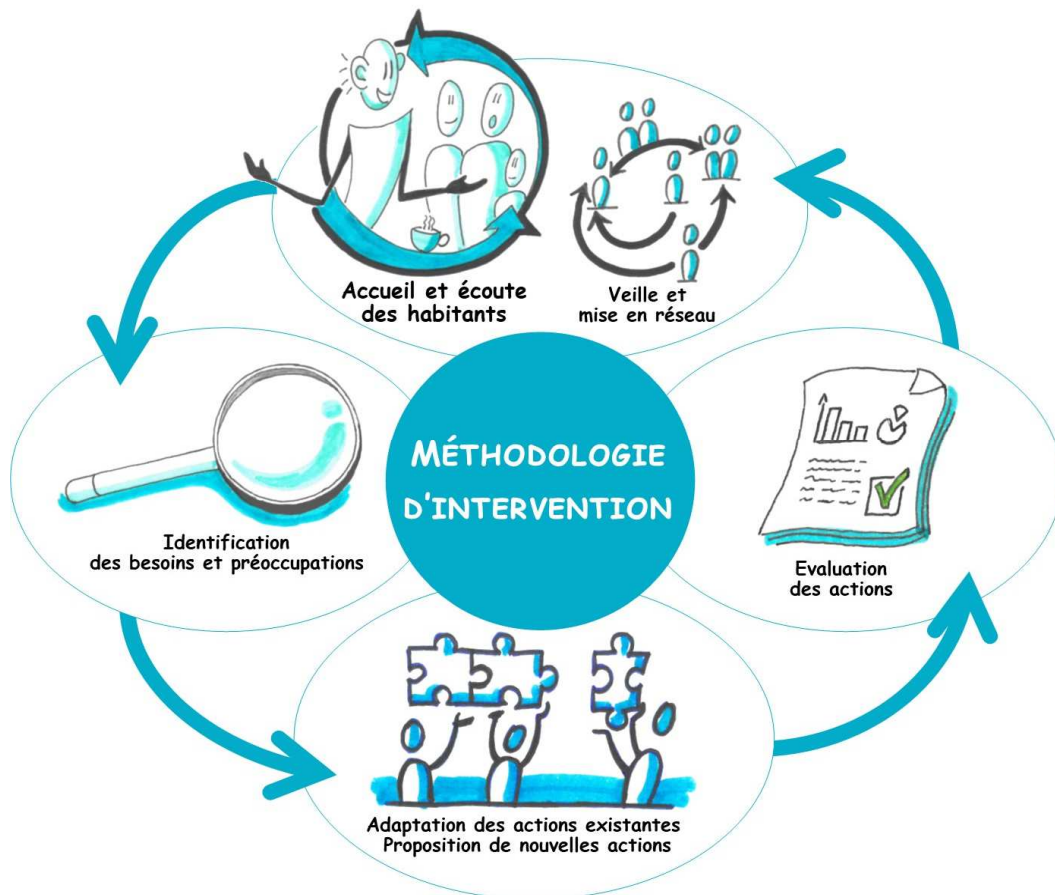 Accueil et écoute
des habitants
Veille et
mise en réseau
MÉTHODOLOGIE
D'INTERVENTION
Identification
des besoins et préoccupations
Evaluation
des actions
Adaptation des actions existantes
Proposition de nouvelles actions